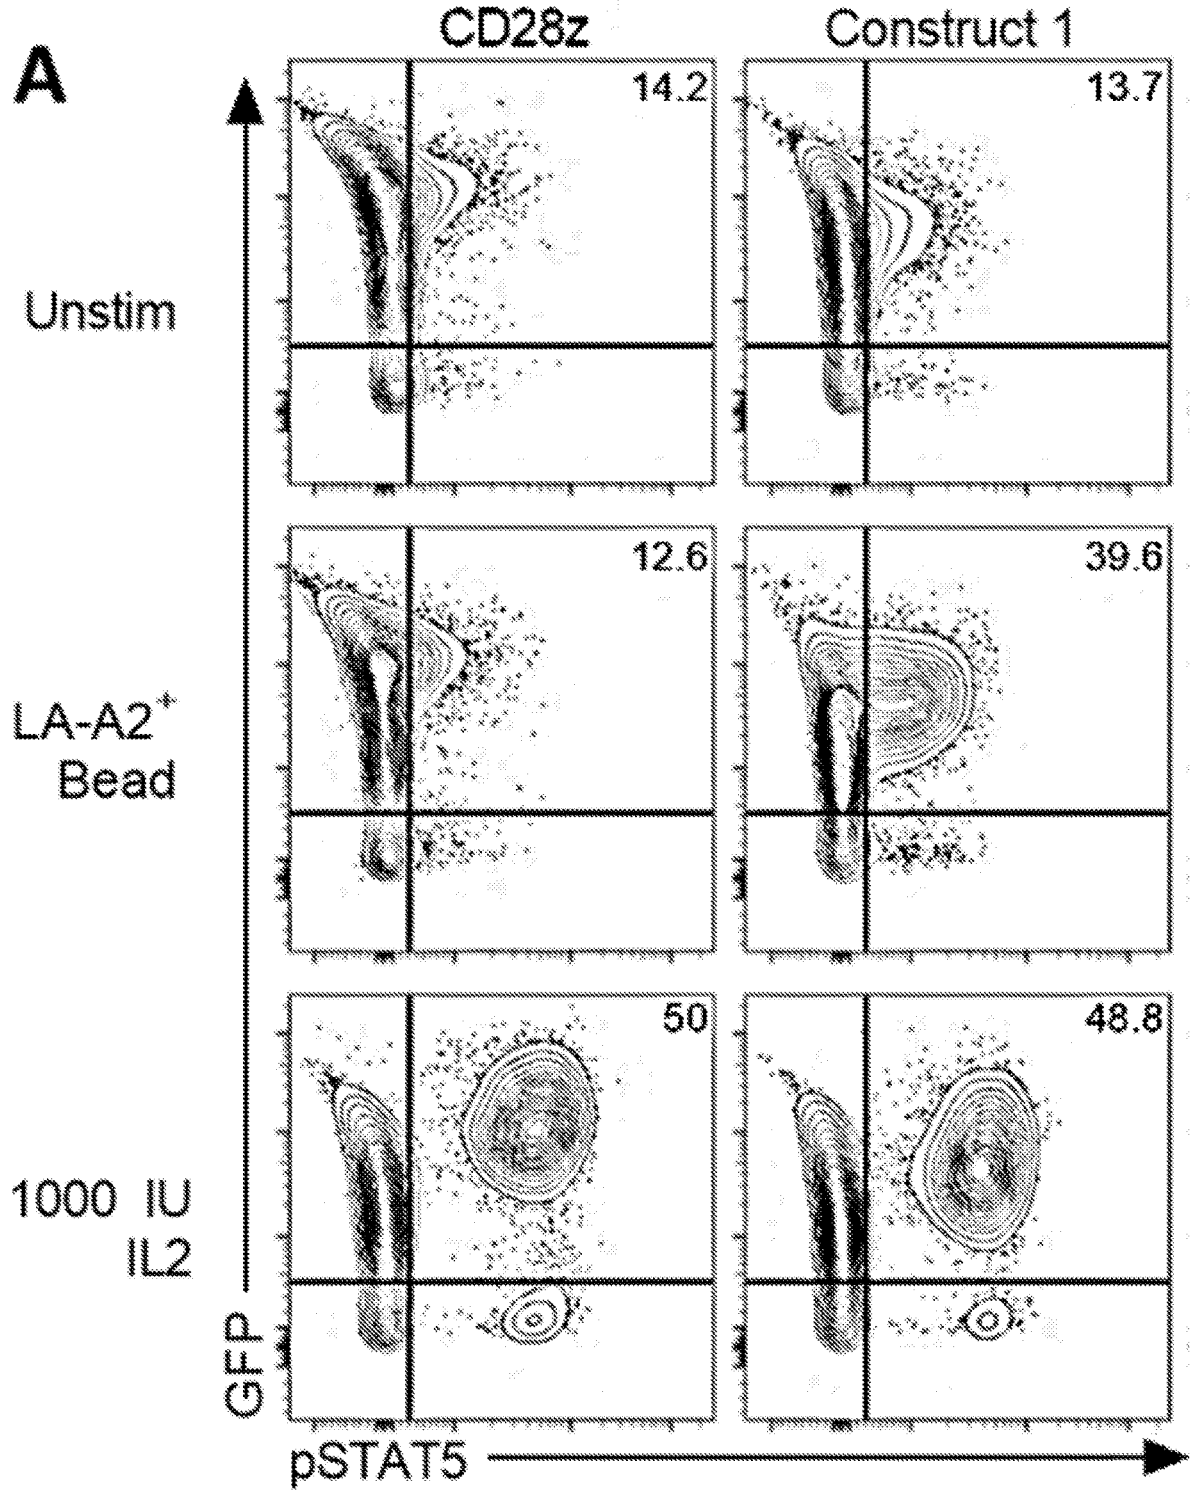 A
CD28z
Construct 1
14.2
13.7
Unstim
12.6
39.6
LA-A2+
Bead
50
48.8
1000 IU
IL2
GFP
pSTAT5